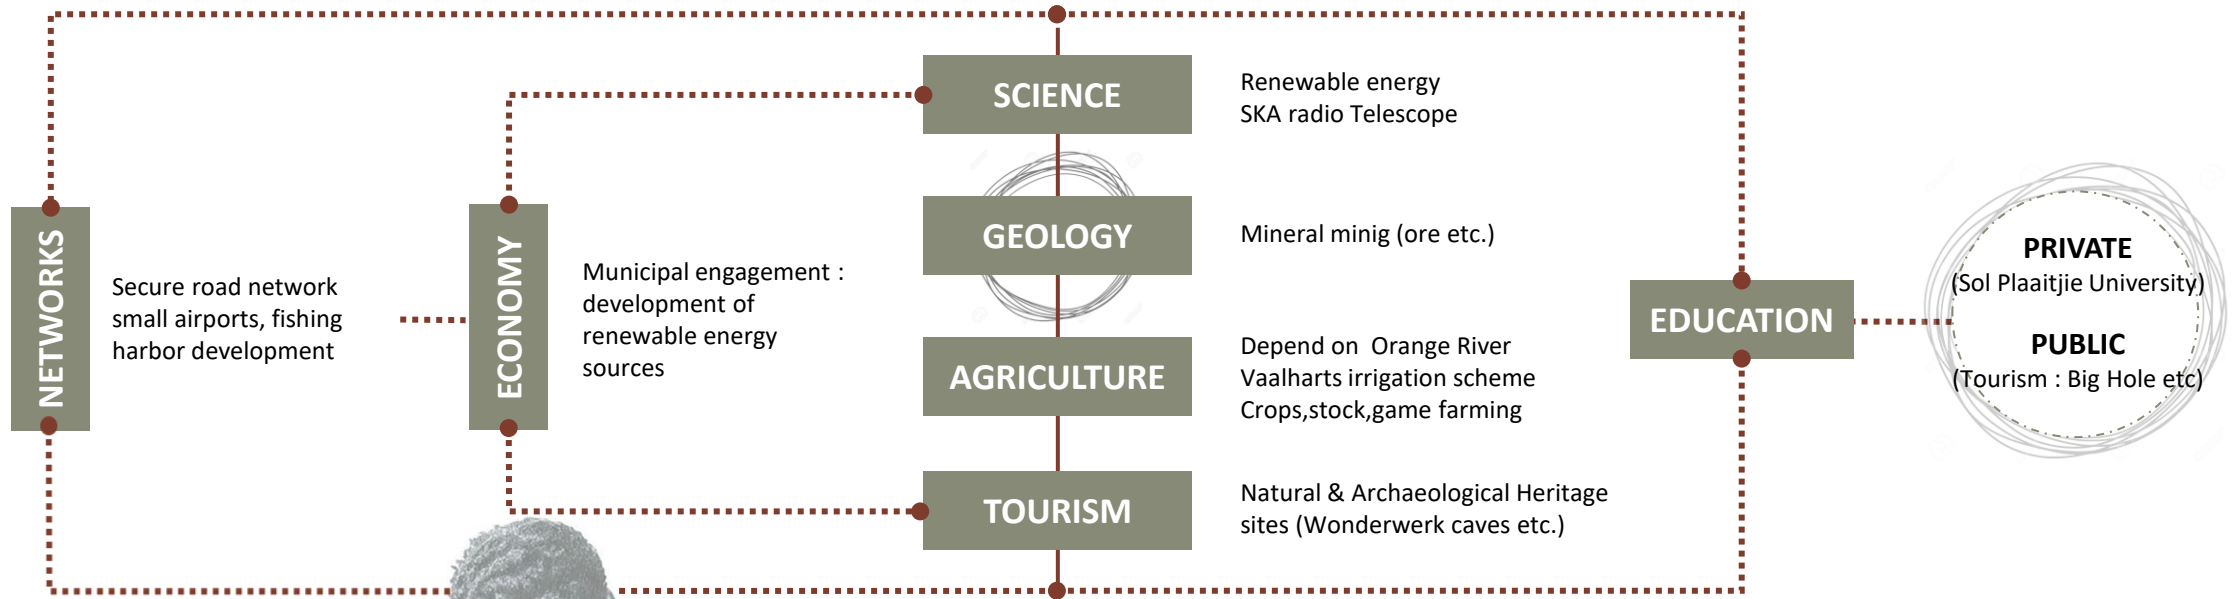 NETWORKS
Secure road network
small airports, fishing
harbor development
ECONOMY
Municipal engagement :
development of
renewable energy
sources
SCIENCE
Renewable energy
SKA radio Telescope
GEOLOGY
Mineral minig (ore etc.)
AGRICULTURE
Depend on  Orange River
Vaalharts irrigation scheme
Crops,stock,game farming
TOURISM
Natural & Archaeological Heritage
sites (Wonderwerk caves etc.)
EDUCATION
PRIVATE
(Sol Plaaitjie University)
PUBLIC
(Tourism : Big Hole etc)